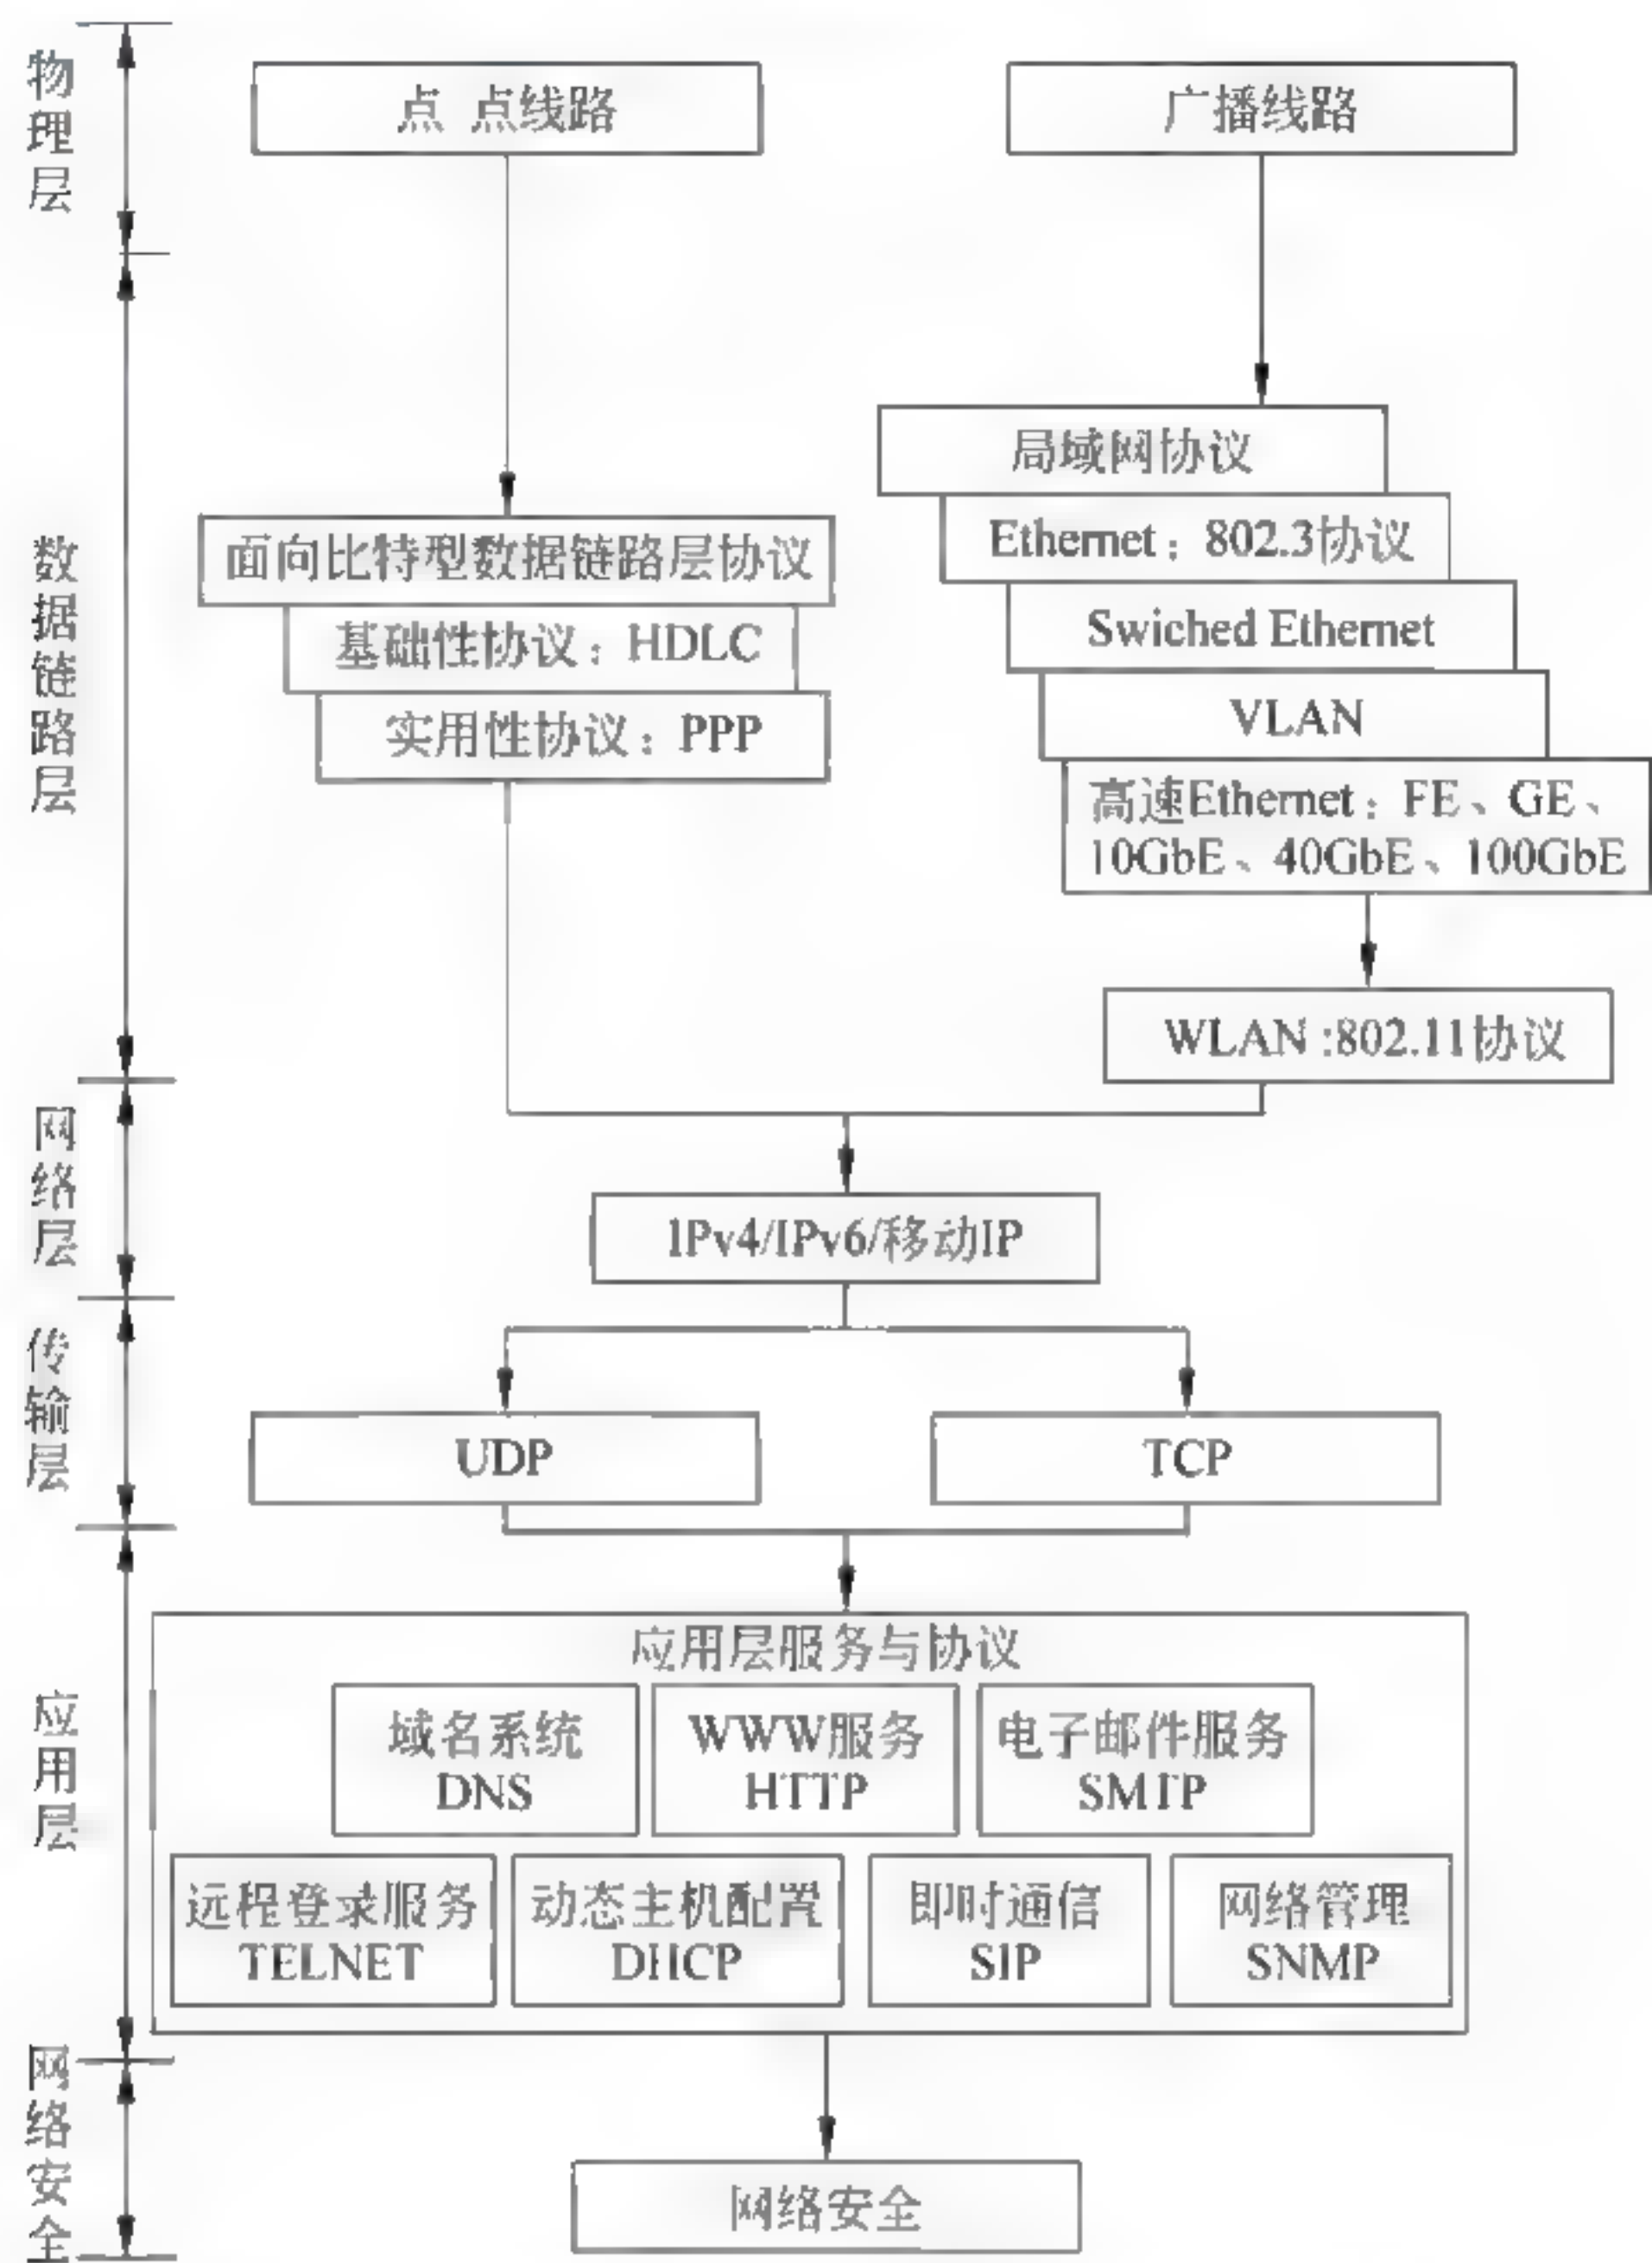 物理层
点 点线路
广播线路
数据链路层
局域网协议
Ethernet：802.3协议
Swiched Ethernet
VLAN
高速Ethernet：FE、GE、
10GbE、40GbE、100GbE
面向比特型数据链路层协议
基础性协议：HDLC
实用性协议：PPP
WLAN :802.11协议
网络层
IPv4/IPv6/移动IP
传输层
UDP
TCP
应用层
应用层服务与协议
域名系统
DNS
WWW服务
HTTP
电子邮件服务
SMTP
远程登录服务
TELNET
动态主机配置
DHCP
即时通信
SIP
网络管理
SNMP
网络安全
网络安全